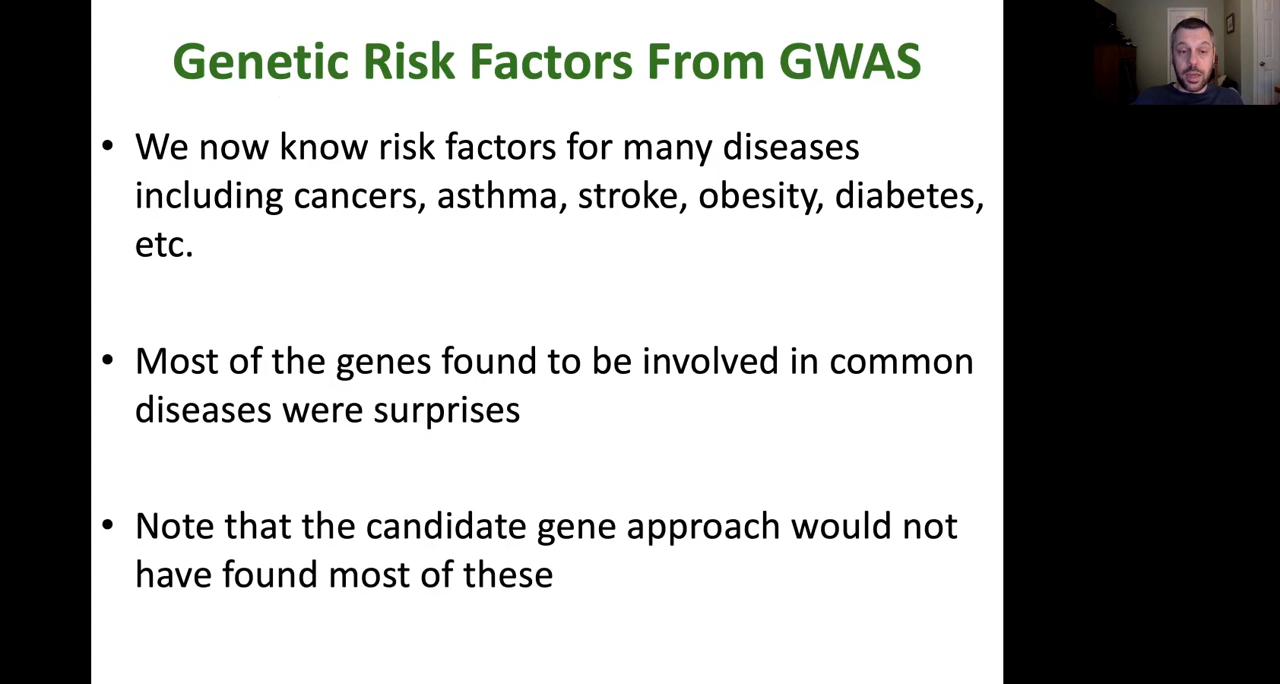 Genetic Risk Factors From GWAS
• We now know risk factors for many diseases
including cancers, asthma, stroke, obesity, diabetes,
etc.
• Most of the genes found to be involved in common
diseases were surprises
• Note that the candidate gene approach would not
have found most of these